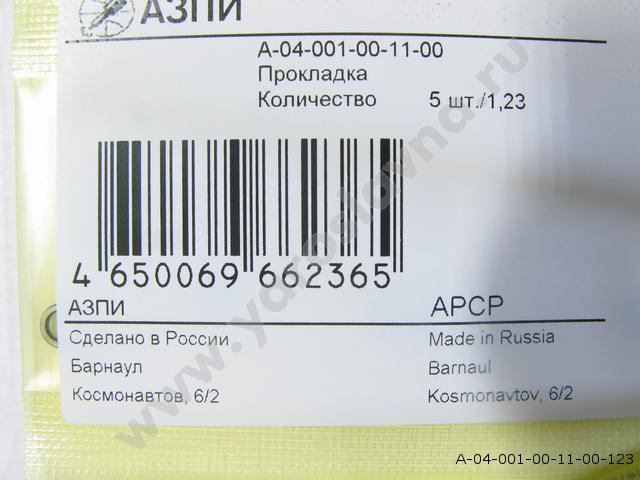 АЗПИ
А-04-001-00-11-00
Прокладка
Количество 5 шт./1,23
4 650069 662365
АЗПИ APCP
Сделано в России Made in Russia
Барнаул Barnaul
Космонавтов, 6/2 Kosmonavtov, 6/2
www.yaroslavna.ru
A-04-001-00-11-00-123